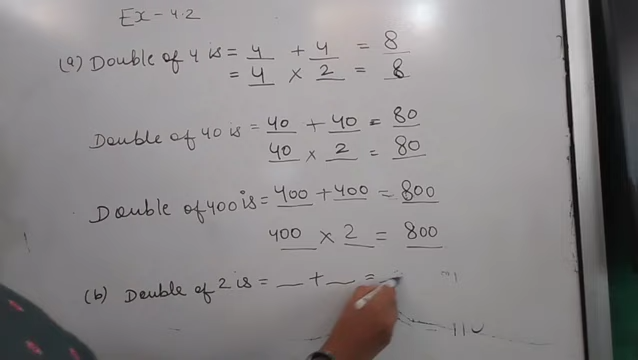 Ex-4.2
(a) Double of 4 is = 4 + 4 = 8
= 4 × 2 = 8
Double of 40 is = 40 + 40 = 80
40 × 2 = 80
Double of 400 is = 400 + 400 = 800
400 × 2 = 800
(b) Double of 2 is = __ + __ =